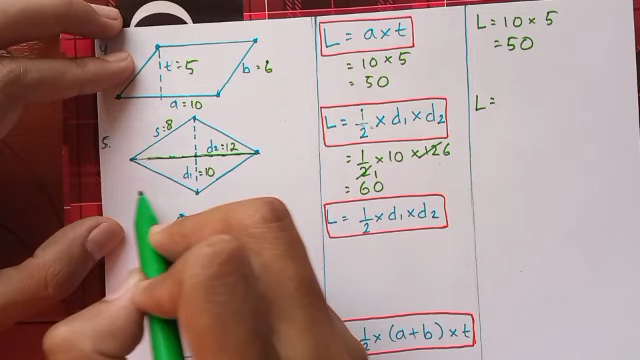 4.
t=5
b=6
a=10
L = a x t
= 10 x 5
= 50
L = 10 x 5
= 50
5.
s=8
d2=12
d1=10
L = 1/2 x d1 x d2
= 1/2 x 10 x 12 6
1
= 60
L =
L = 1/2 x d1 x d2
1/2 x (a+b) x t